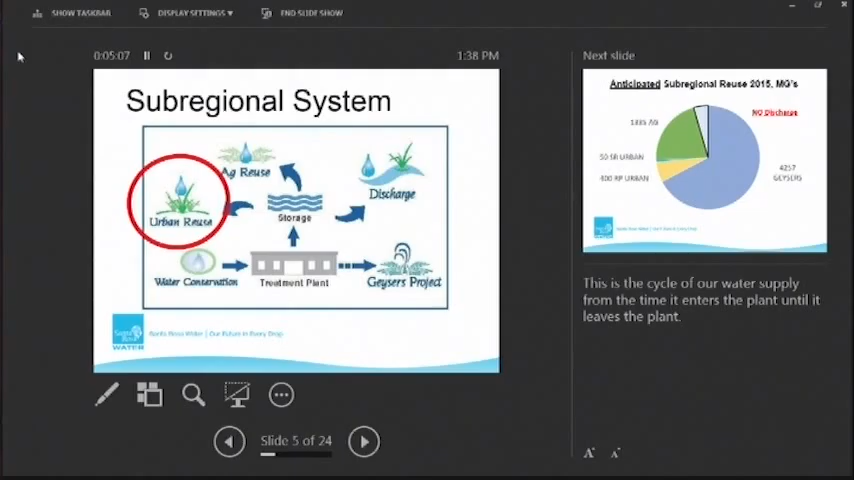 SHOW TASKBAR
DISPLAY SETTINGS ▾
END SLIDE SHOW
0:05:07
1:38 PM
Next slide
Subregional System
Ag Reuse
Urban Reuse
Storage
Discharge
Water Conservation
Treatment Plant
Geysers Project
Santa Rosa Water | Our Future in Every Drop
Santa Rosa
WATER
Anticipated Subregional Reuse 2015, MG's
NO Discharge
AG
50 SR URBAN
400 RP URBAN
4257
GEYSERS
This is the cycle of our water supply
from the time it enters the plant until it
leaves the plant.
Slide 5 of 24
A A